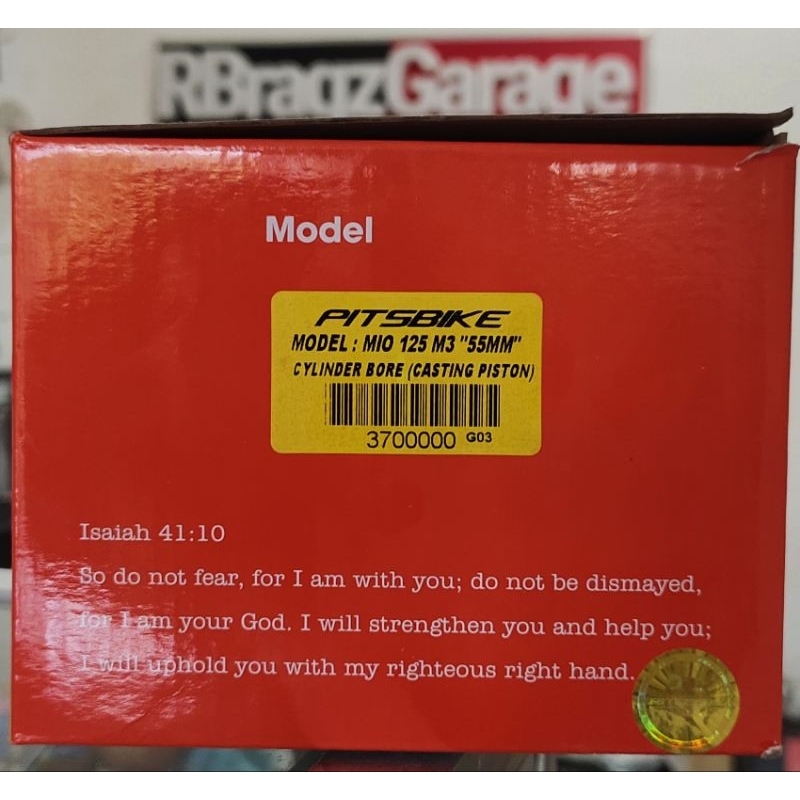 RBragzGarage
Model
PITSBIKE
MODEL : MIO 125 M3 "55MM"
CYLINDER BORE (CASTING PISTON)
3700000 G03
Isaiah 41:10
So do not fear, for I am with you; do not be dismayed,
for I am your God. I will strengthen you and help you;
I will uphold you with my righteous right hand.